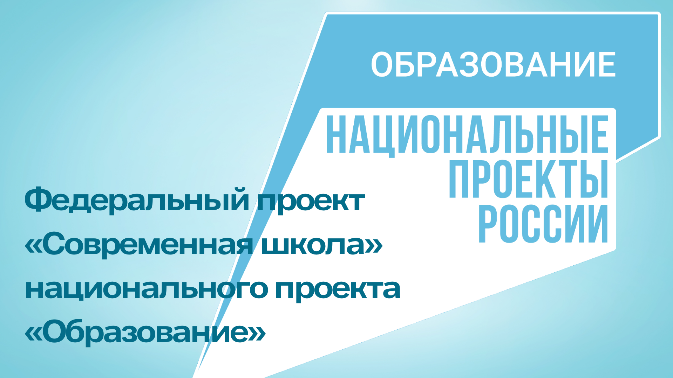 ОБРАЗОВАНИЕ
НАЦИОНАЛЬНЫЕ
ПРОЕКТЫ
РОССИИ
Федеральный проект
«Современная школа»
национального проекта
«Образование»